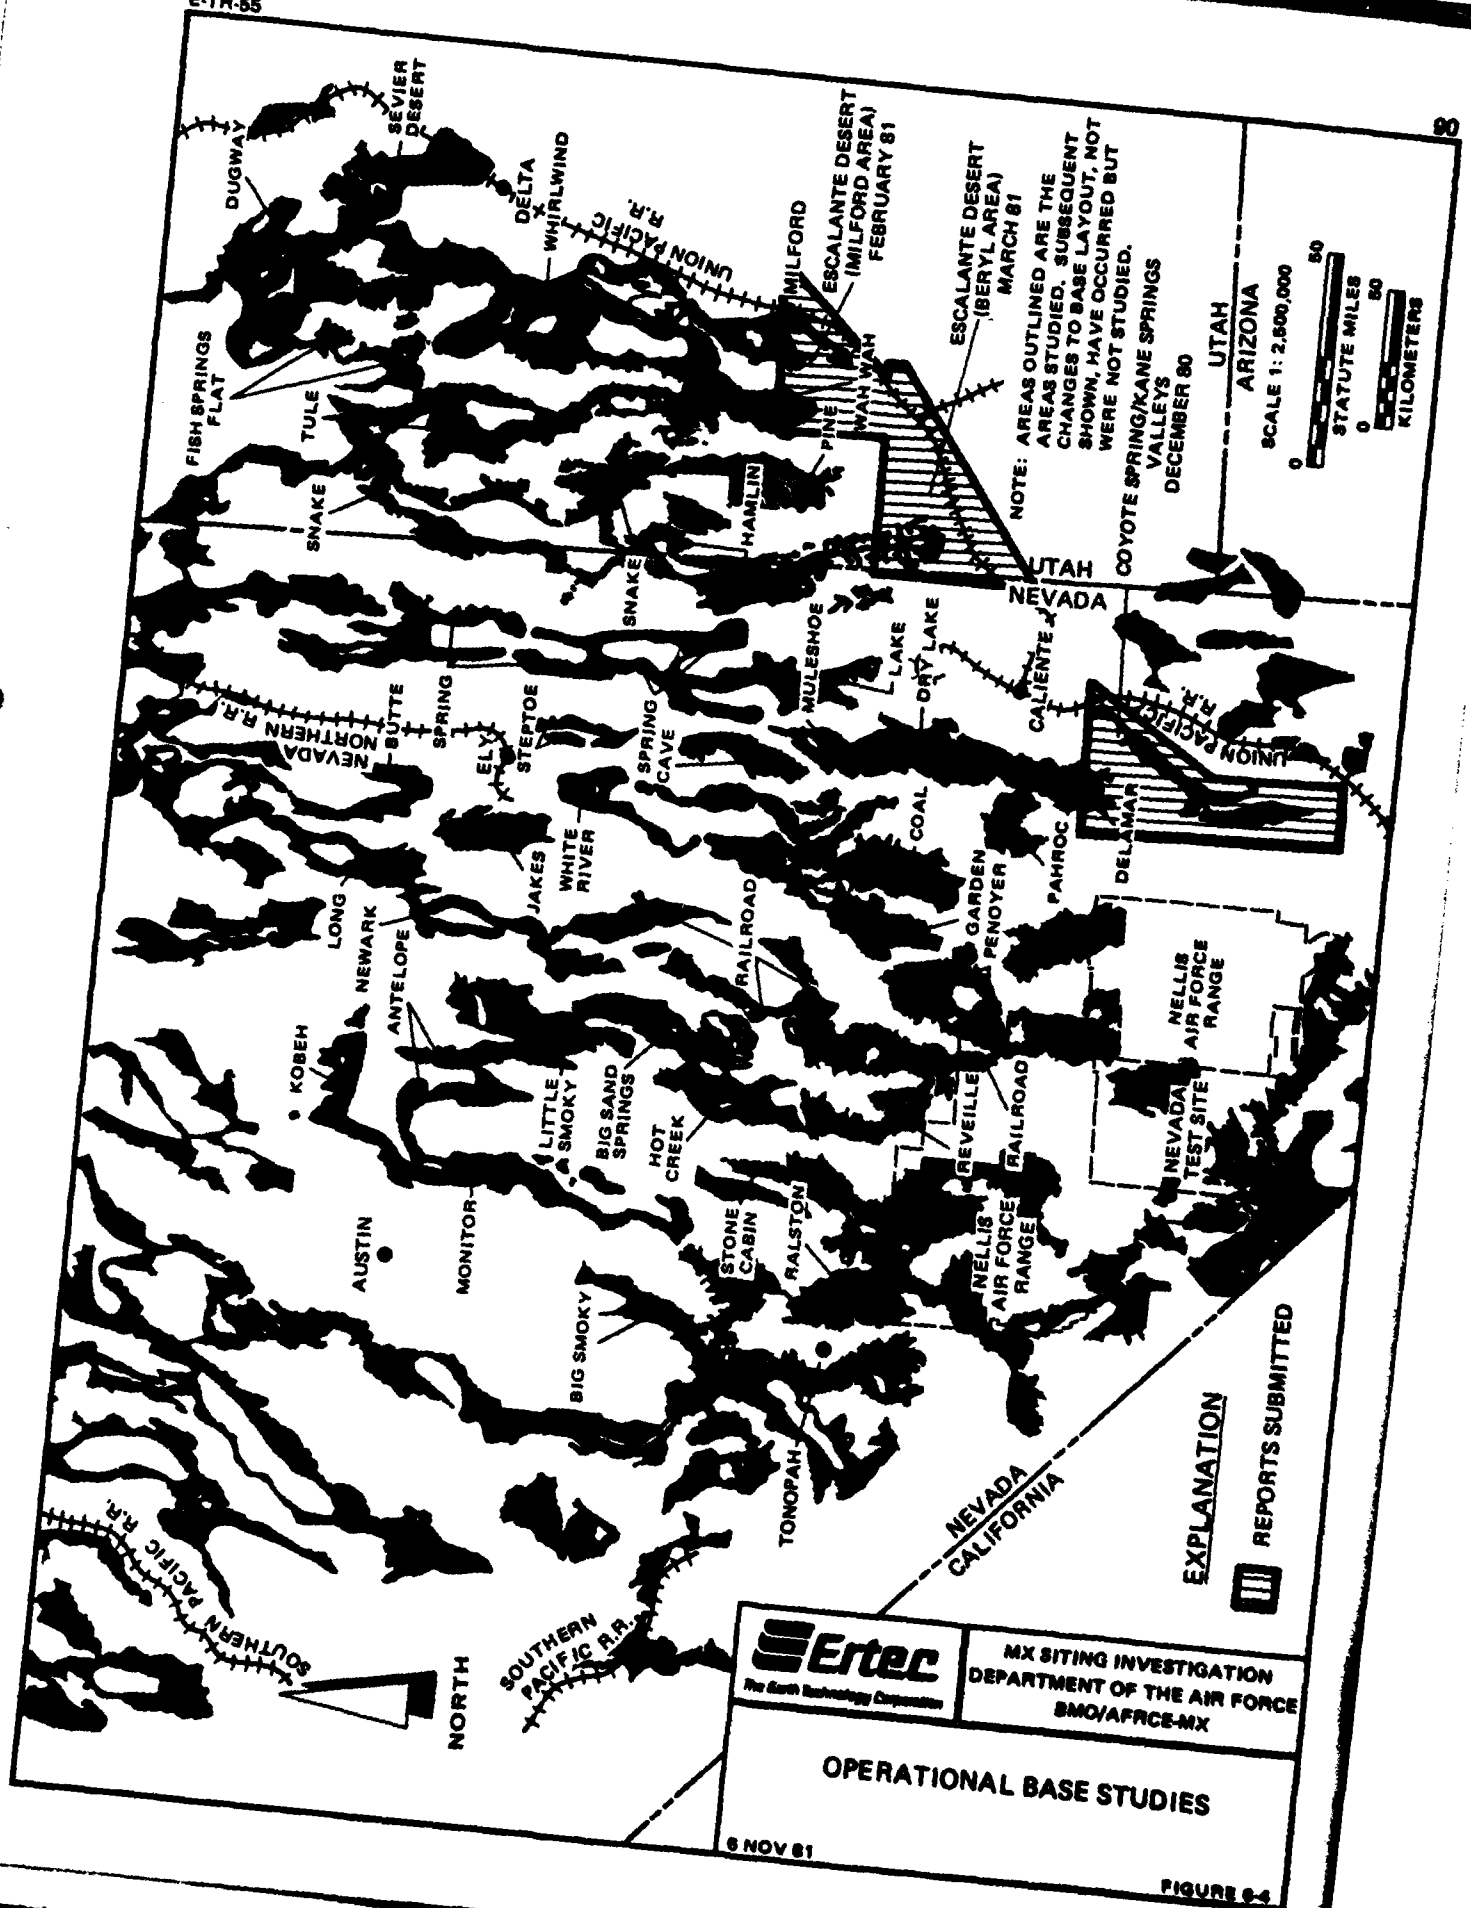 E-TR-55
DUGWAY
SEVIER
DESERT
DELTA
WHIRLWIND
UNION PACIFIC
R.R.
FISH SPRINGS
FLAT
TULE
SNAKE
MILFORD
ESCALANTE DESERT
(MILFORD AREA)
FEBRUARY 81
WAH WAH
PINE
HAMLIN
ESCALANTE DESERT
(BERYL AREA)
MARCH 81
NOTE: AREAS OUTLINED ARE THE
AREAS STUDIED. SUBSEQUENT
CHANGES TO BASE LAYOUT, NOT
SHOWN, HAVE OCCURRED BUT
WERE NOT STUDIED.
COYOTE SPRING/KANE SPRINGS
VALLEYS
DECEMBER 80
UTAH
ARIZONA
SCALE 1: 2,500,000
0 50
STATUTE MILES
0 80
KILOMETERS
90
SNAKE
UTAH
NEVADA
NEVADA
NORTHERN R.R.
BUTTE
SPRING
ELY
STEPTOE
SPRING
CAVE
MULESHOE
LAKE
DRY LAKE
CALIENTE
UNION PACIFIC
R.R.
JAKES
WHITE
RIVER
COAL
GARDEN
PENOYER
PAHROC
DELAMAR
LONG
NEWARK
ANTELOPE
KOBEH
RAILROAD
LITTLE
SMOKY
BIG SAND
SPRINGS
HOT
CREEK
REVEILLE
RAILROAD
NELLIS
AIR FORCE
RANGE
NEVADA
TEST SITE
AUSTIN
MONITOR
STONE
CABIN
RALSTON
NELLIS
AIR FORCE
RANGE
BIG SMOKY
TONOPAH
NEVADA
CALIFORNIA
SOUTHERN PACIFIC R.R.
SOUTHERN
PACIFIC R.R.
NORTH
EXPLANATION
REPORTS SUBMITTED
Ertec
The Earth Technology Corporation
MX SITING INVESTIGATION
DEPARTMENT OF THE AIR FORCE
BMO/AFRCE-MX
OPERATIONAL BASE STUDIES
6 NOV 81
FIGURE 6-4